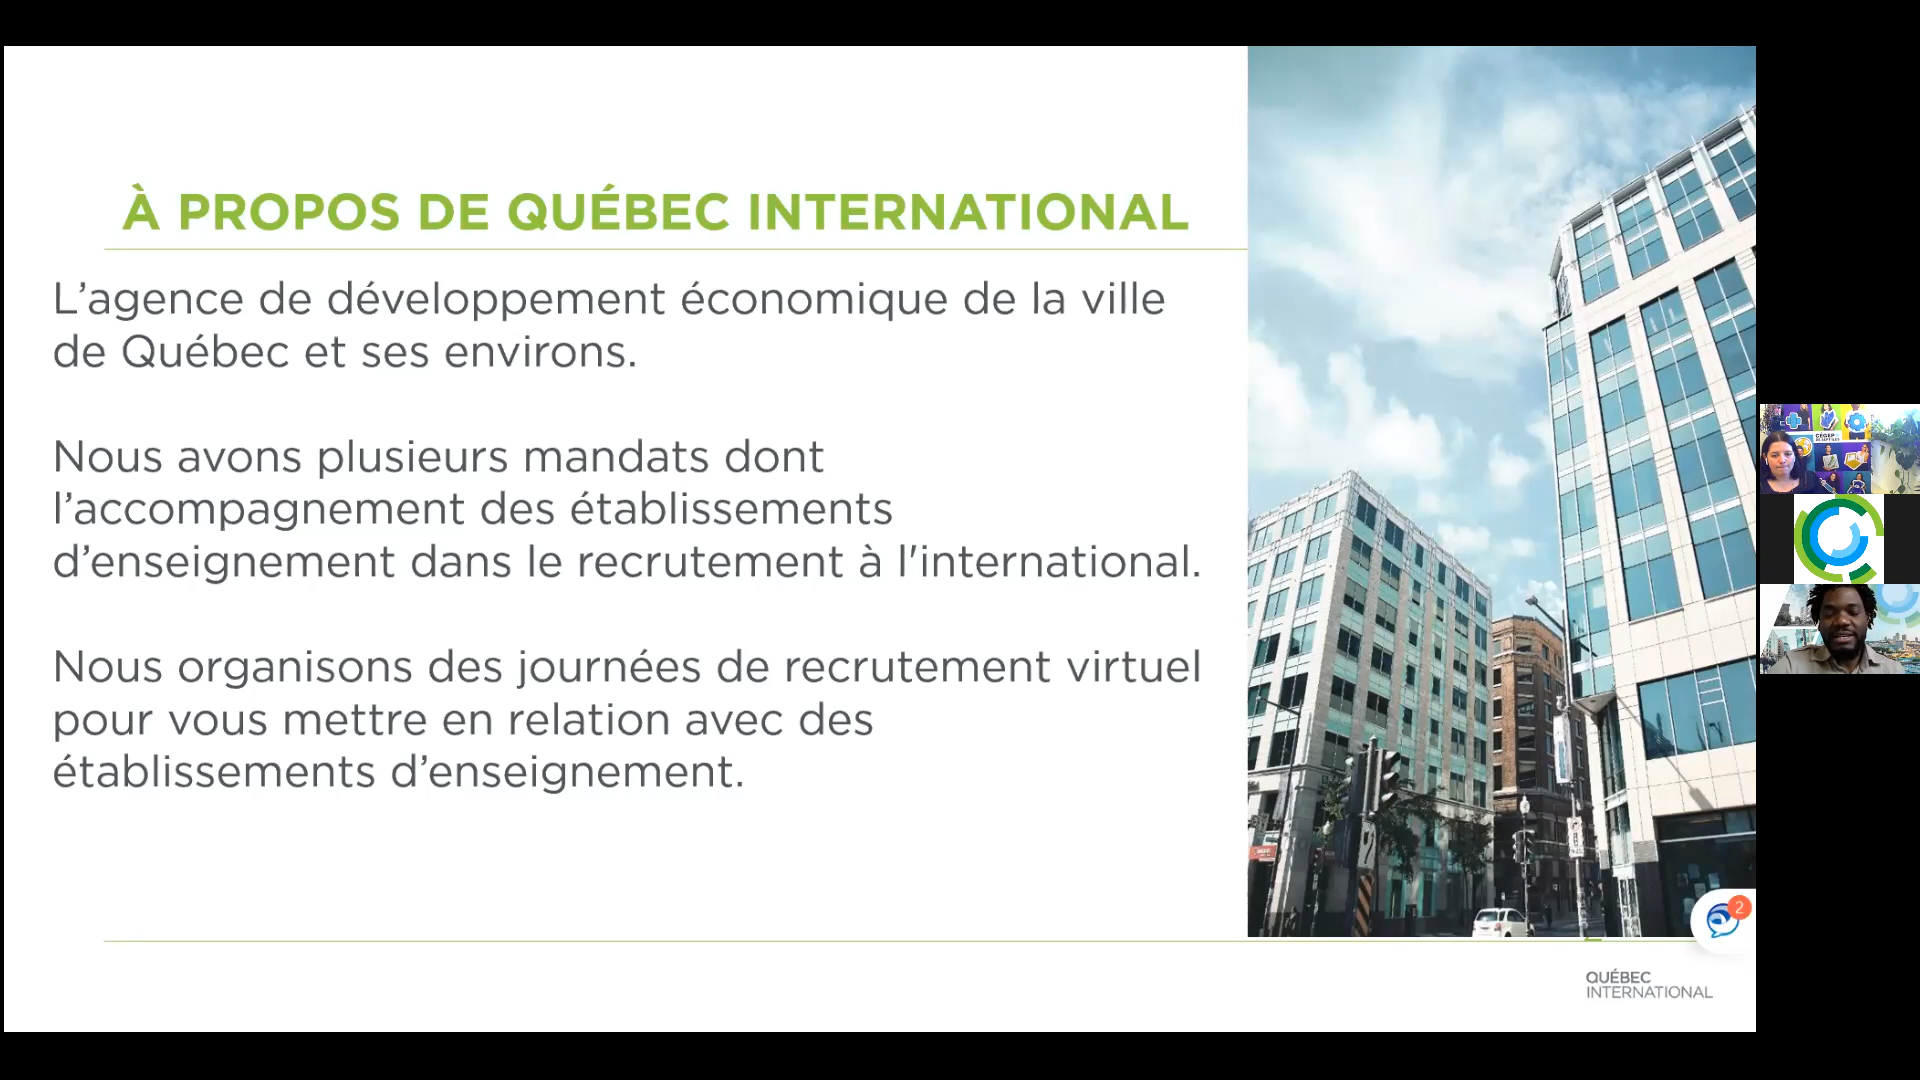 À PROPOS DE QUÉBEC INTERNATIONAL
L’agence de développement économique de la ville
de Québec et ses environs.
Nous avons plusieurs mandats dont
l’accompagnement des établissements
d’enseignement dans le recrutement à l'international.
Nous organisons des journées de recrutement virtuel
pour vous mettre en relation avec des
établissements d’enseignement.
2
QUÉBEC
INTERNATIONAL
CÉGEP